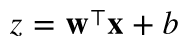 z = w⊤x + b